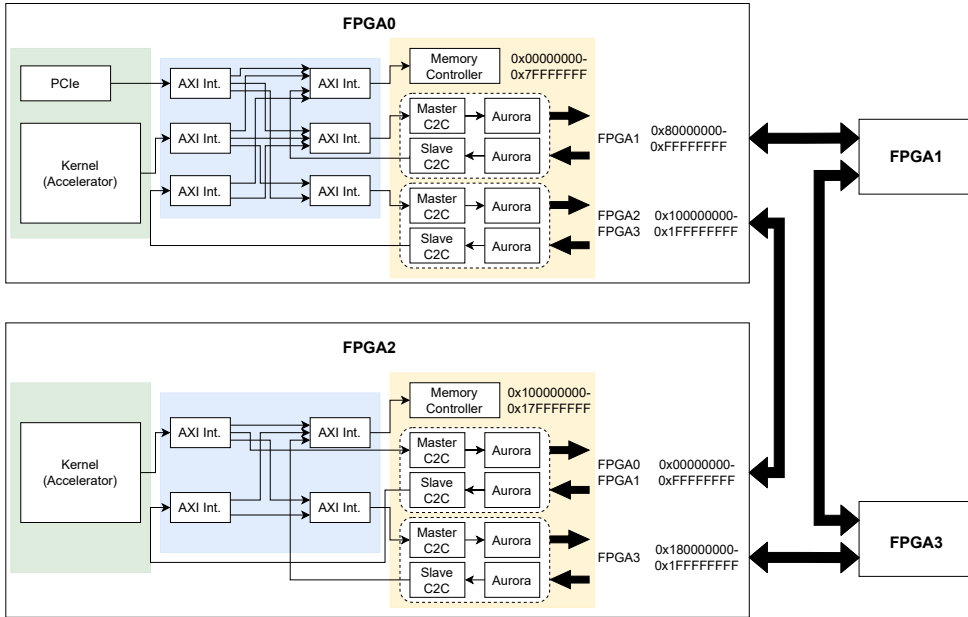 FPGA0
PCIe
Kernel
(Accelerator)
AXI Int.
AXI Int.
AXI Int.
AXI Int.
AXI Int.
AXI Int.
Memory
Controller
0x00000000-
0x7FFFFFFF
Master
C2C
Aurora
Slave
C2C
Aurora
FPGA1
0x80000000-
0xFFFFFFFF
Master
C2C
Aurora
Slave
C2C
Aurora
FPGA2
FPGA3
0x100000000-
0x1FFFFFFFF
FPGA1
FPGA2
Kernel
(Accelerator)
AXI Int.
AXI Int.
AXI Int.
AXI Int.
Memory
Controller
0x100000000-
0x17FFFFFFF
Master
C2C
Aurora
Slave
C2C
Aurora
FPGA0
FPGA1
0x00000000-
0xFFFFFFFF
Master
C2C
Aurora
Slave
C2C
Aurora
FPGA3
0x180000000-
0x1FFFFFFFF
FPGA3